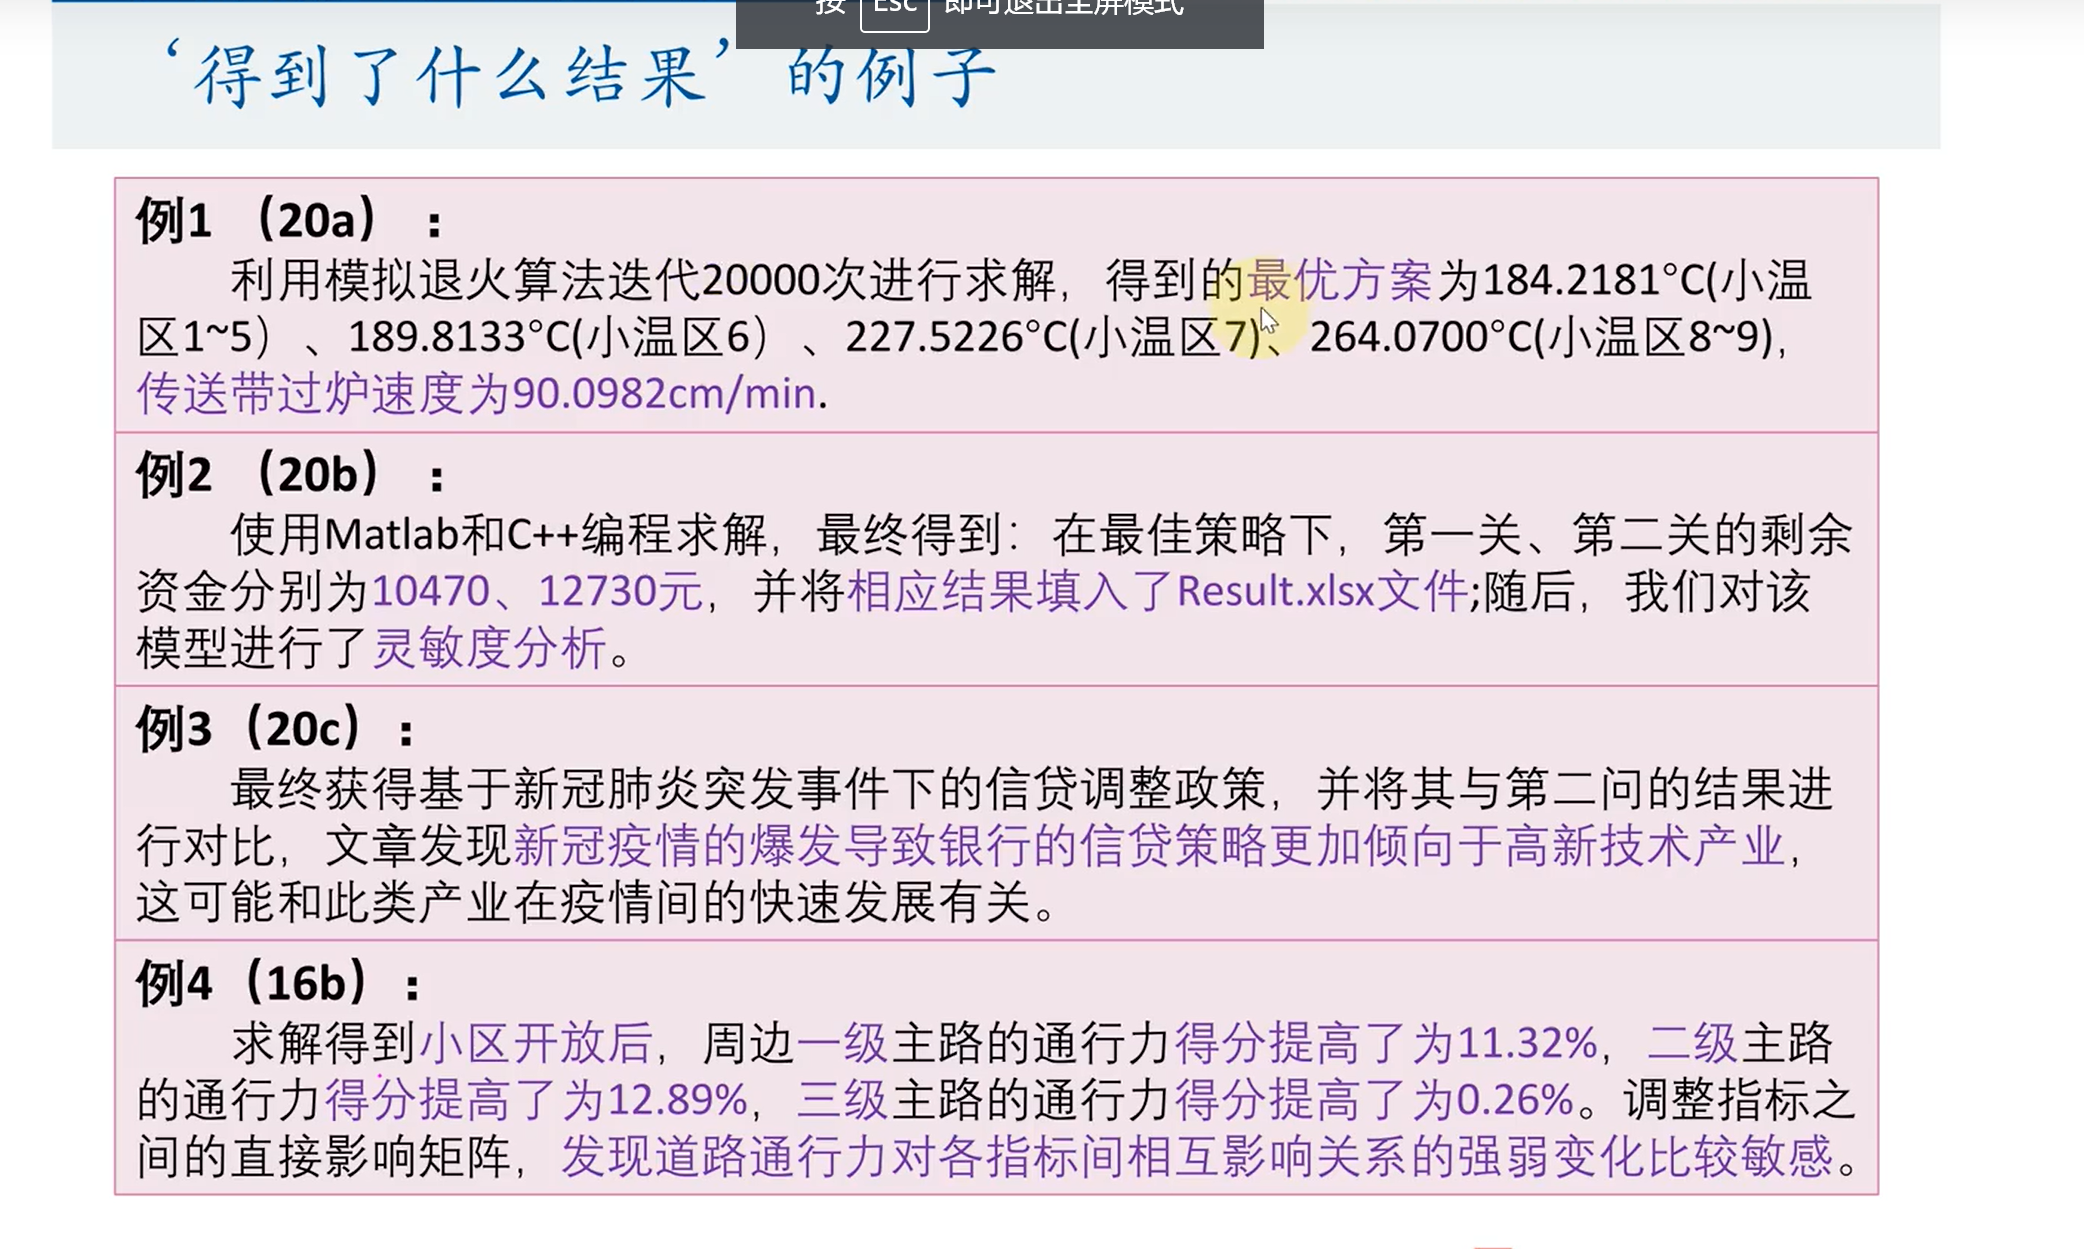 按 Esc 即可退出全屏模式
‘得到了什么结果’的例子
例1 （20a）：
利用模拟退火算法迭代20000次进行求解，得到的最优方案为184.2181°C(小温
区1~5）、189.8133°C(小温区6）、227.5226°C(小温区7)、264.0700°C(小温区8~9)，
传送带过炉速度为90.0982cm/min.
例2 （20b）：
使用Matlab和C++编程求解，最终得到：在最佳策略下，第一关、第二关的剩余
资金分别为10470、12730元，并将相应结果填入了Result.xlsx文件;随后，我们对该
模型进行了灵敏度分析。
例3（20c）：
最终获得基于新冠肺炎突发事件下的信贷调整政策，并将其与第二问的结果进
行对比，文章发现新冠疫情的爆发导致银行的信贷策略更加倾向于高新技术产业，
这可能和此类产业在疫情间的快速发展有关。
例4（16b）：
求解得到小区开放后，周边一级主路的通行力得分提高了为11.32%，二级主路
的通行力得分提高了为12.89%，三级主路的通行力得分提高了为0.26%。调整指标之
间的直接影响矩阵，发现道路通行力对各指标间相互影响关系的强弱变化比较敏感。